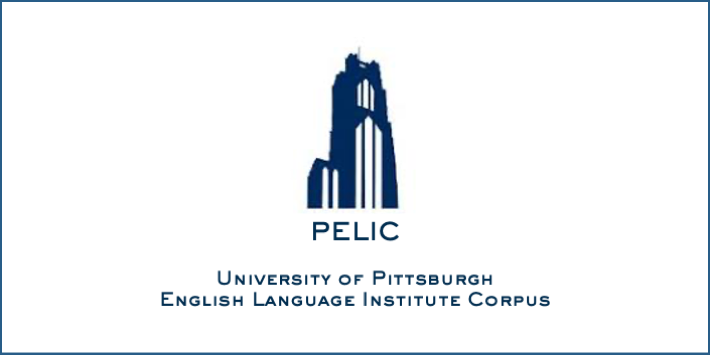 PELIC
University of Pittsburgh
English Language Institute Corpus